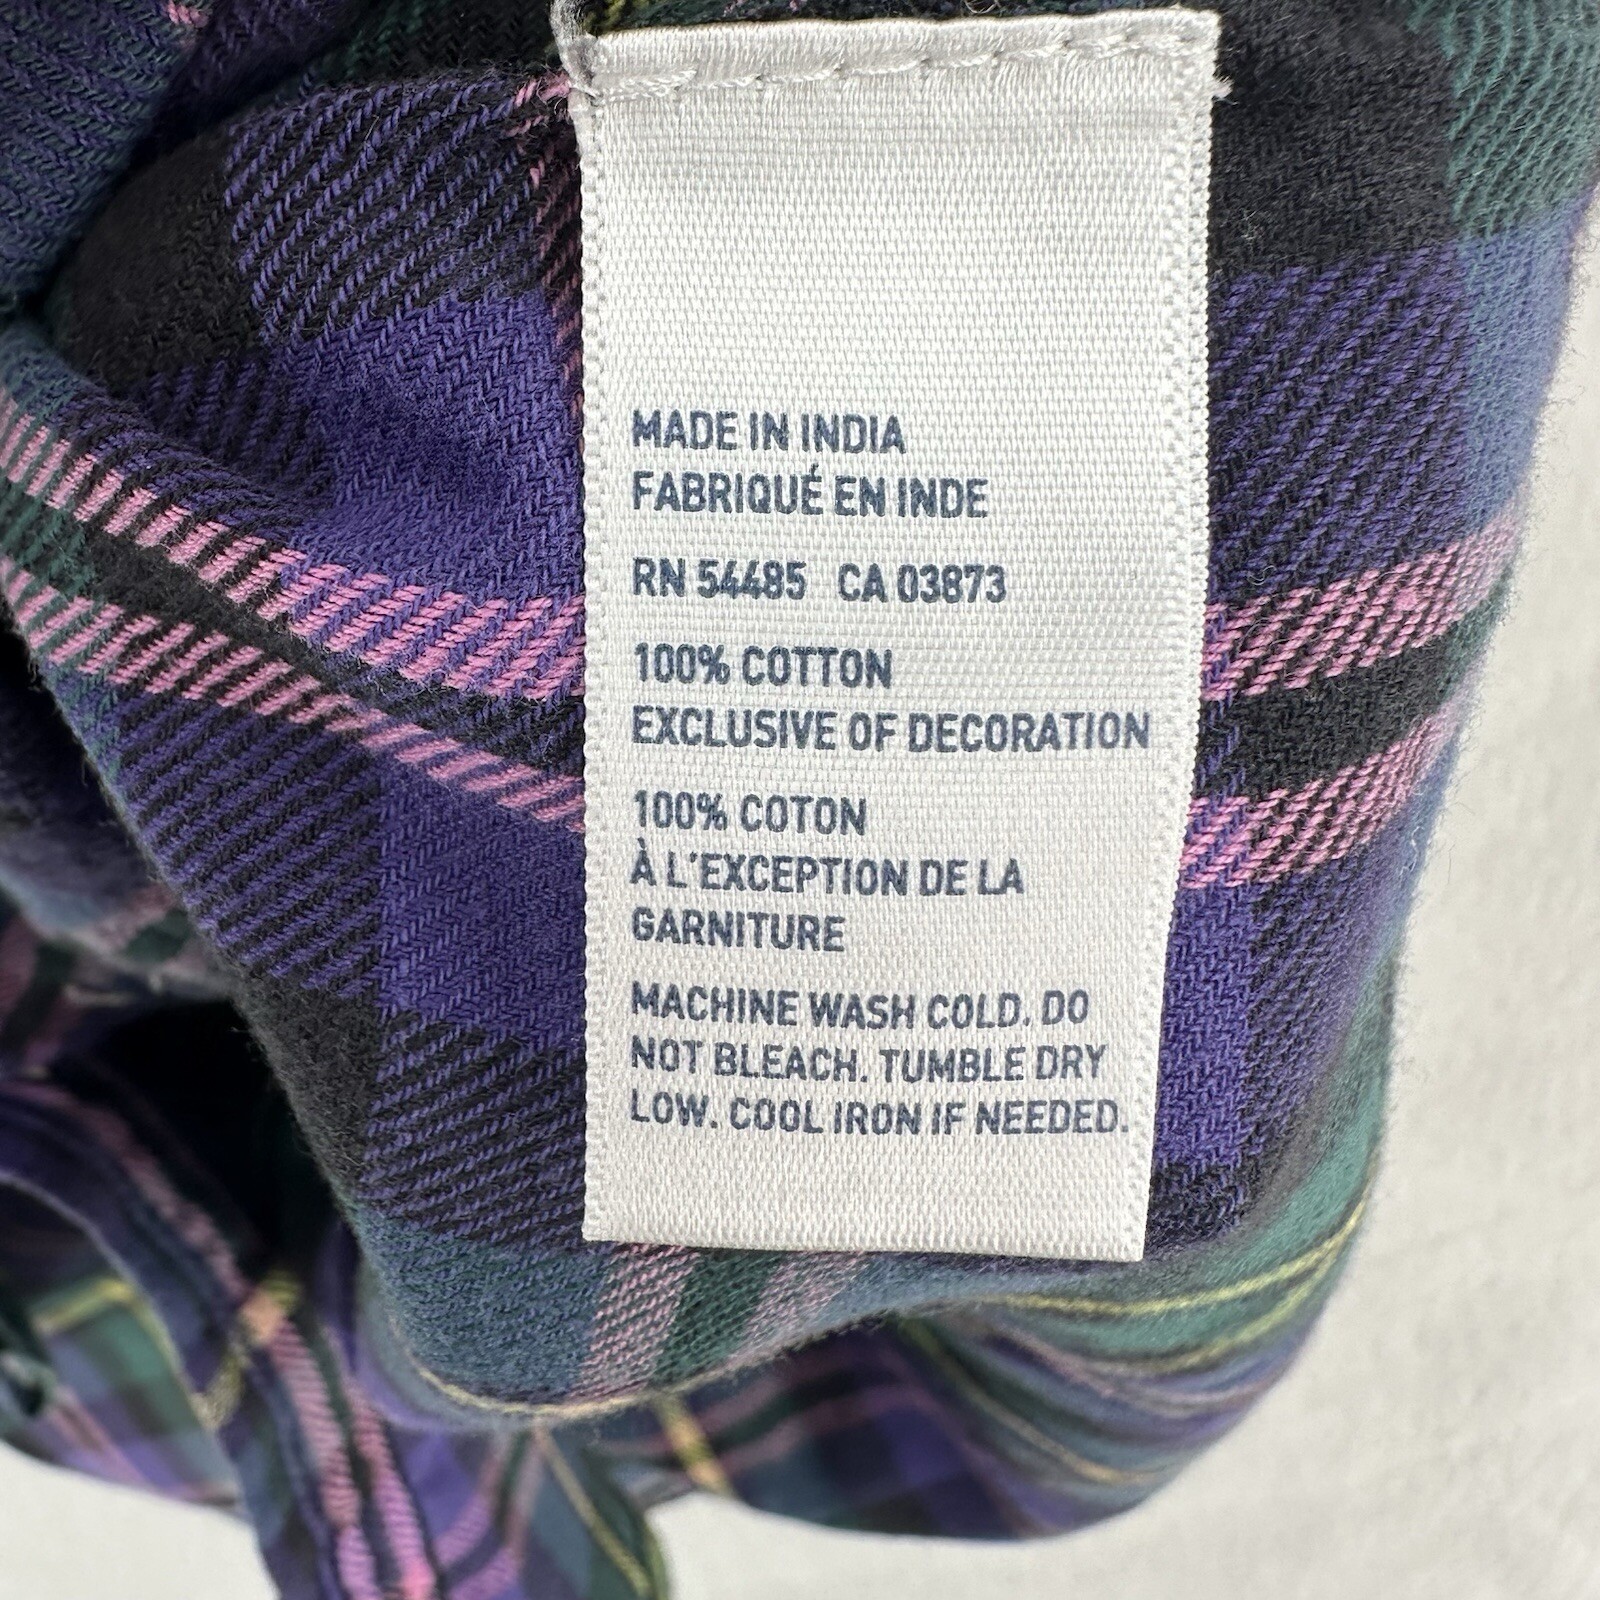 MADE IN INDIA
FABRIQUÉ EN INDE
RN 54485 CA 03873
100% COTTON
EXCLUSIVE OF DECORATION
100% COTON
À L'EXCEPTION DE LA
GARNITURE
MACHINE WASH COLD. DO
NOT BLEACH. TUMBLE DRY
LOW. COOL IRON IF NEEDED.